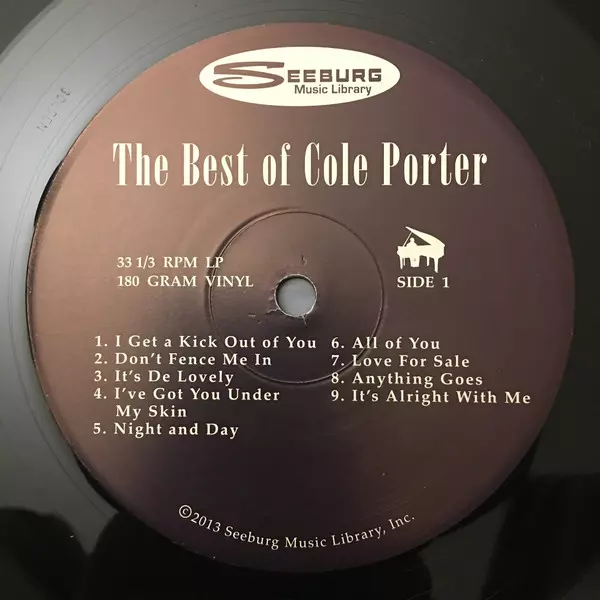 SEEBURG
Music Library
The Best of Cole Porter
33 1/3 RPM LP
180 GRAM VINYL
SIDE 1
1. I Get a Kick Out of You
2. Don't Fence Me In
3. It's De Lovely
4. I've Got You Under
My Skin
5. Night and Day
6. All of You
7. Love For Sale
8. Anything Goes
9. It's Alright With Me
©2013 Seeburg Music Library, Inc.